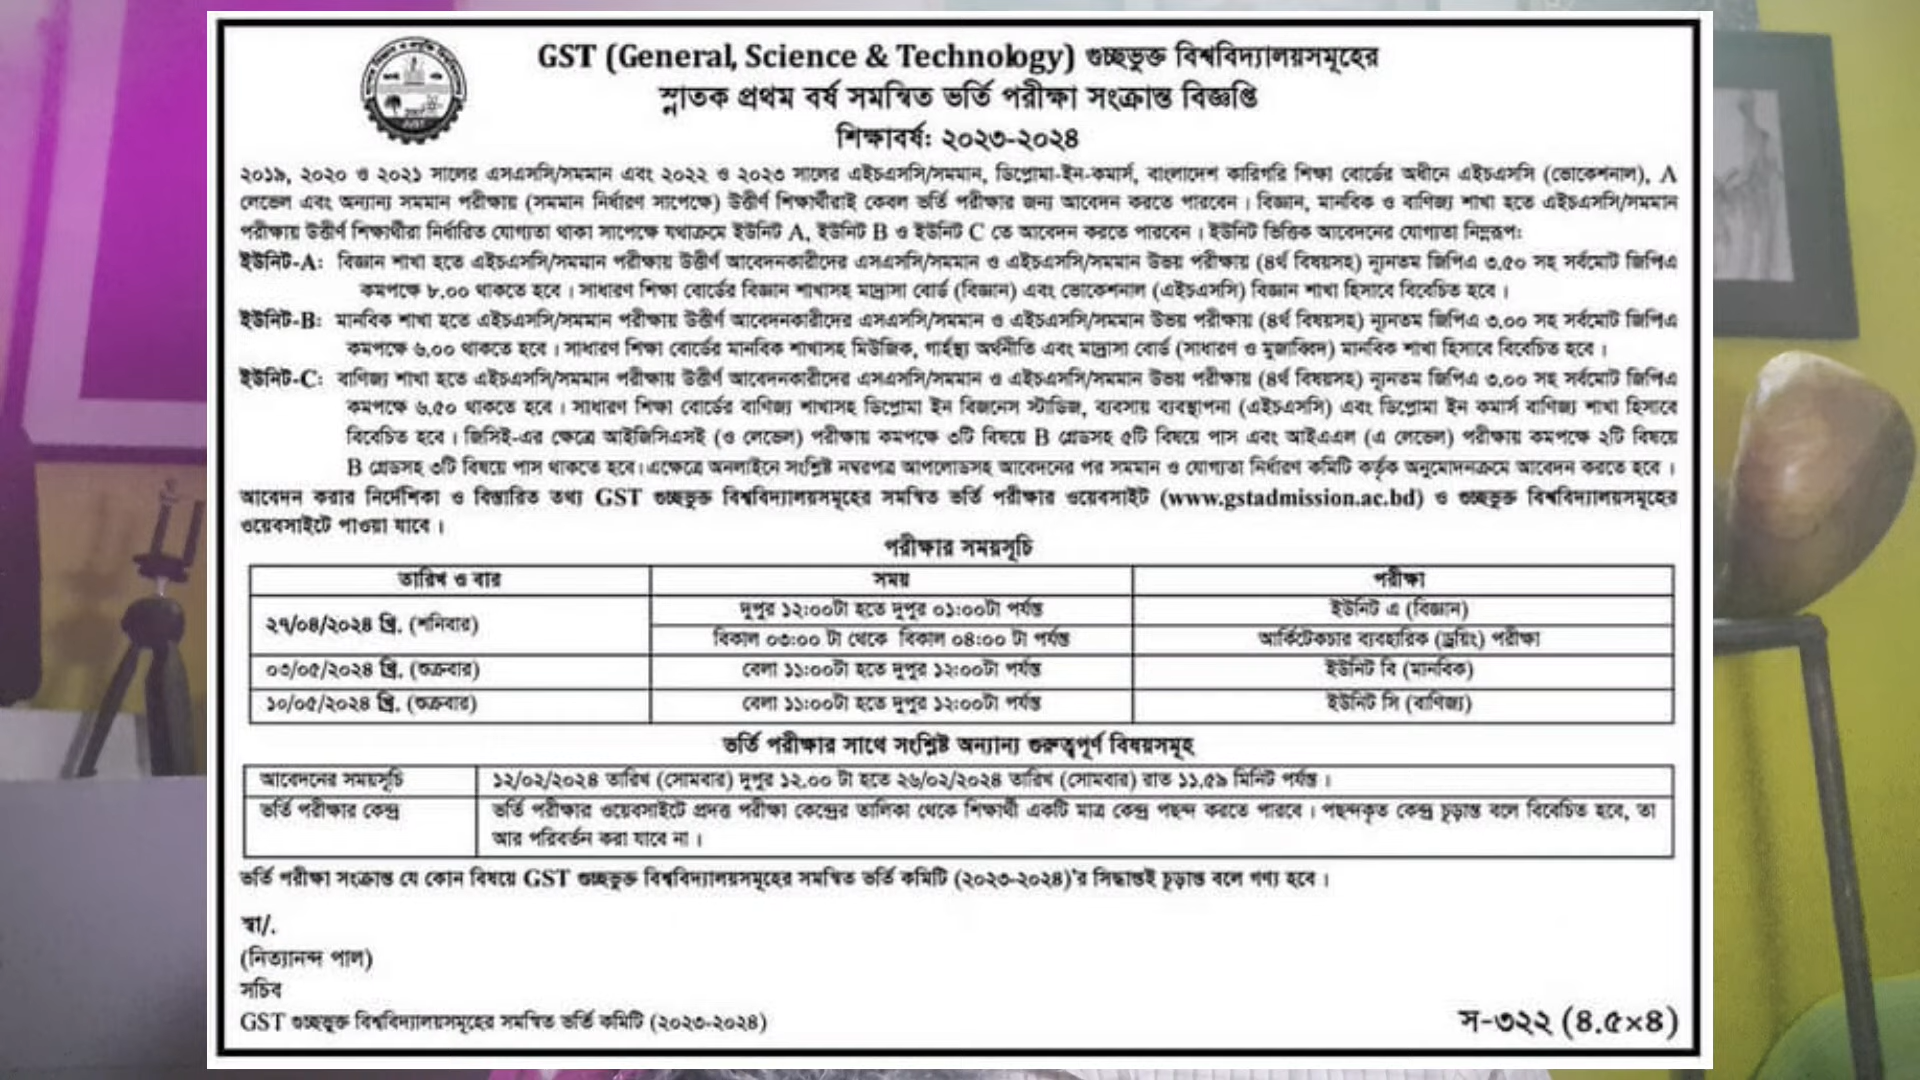 GST (General, Science & Technology) গুচ্ছভুক্ত বিশ্ববিদ্যালয়সমূহের
স্নাতক প্রথম বর্ষ সমন্বিত ভর্তি পরীক্ষা সংক্রান্ত বিজ্ঞপ্তি
শিক্ষাবর্ষ: ২০২৩-২০২৪
২০১৯, ২০২০ ও ২০২১ সালের এসএসসি/সমমান এবং ২০২২ ও ২০২৩ সালের এইচএসসি/সমমান, ডিপ্লোমা-ইন-কমার্স, বাংলাদেশ কারিগরি শিক্ষা বোর্ডের অধীনে এইচএসসি (ভোকেশনাল), A
লেভেল এবং অন্যান্য সমমান পরীক্ষায় (সমমান নির্ধারণ সাপেক্ষে) উত্তীর্ণ শিক্ষার্থীরাই কেবল ভর্তি পরীক্ষার জন্য আবেদন করতে পারবেন। বিজ্ঞান, মানবিক ও বাণিজ্য শাখা হতে এইচএসসি/সমমান
পরীক্ষায় উত্তীর্ণ শিক্ষার্থীরা নির্ধারিত যোগ্যতা থাকা সাপেক্ষে যথাক্রমে ইউনিট A, ইউনিট B ও ইউনিট C তে আবেদন করতে পারবেন। ইউনিট ভিত্তিক আবেদনের যোগ্যতা নিম্নরূপ:
ইউনিট-A: বিজ্ঞান শাখা হতে এইচএসসি/সমমান পরীক্ষায় উত্তীর্ণ আবেদনকারীদের এসএসসি/সমমান ও এইচএসসি/সমমান উভয় পরীক্ষায় (৪র্থ বিষয়সহ) ন্যূনতম জিপিএ ৩.৫০ সহ সর্বমোট জিপিএ
কমপক্ষে ৮.০০ থাকতে হবে। সাধারণ শিক্ষা বোর্ডের বিজ্ঞান শাখাসহ মাদ্রাসা বোর্ড (বিজ্ঞান) এবং ভোকেশনাল (এইচএসসি) বিজ্ঞান শাখা হিসাবে বিবেচিত হবে।
ইউনিট-B: মানবিক শাখা হতে এইচএসসি/সমমান পরীক্ষায় উত্তীর্ণ আবেদনকারীদের এসএসসি/সমমান ও এইচএসসি/সমমান উভয় পরীক্ষায় (৪র্থ বিষয়সহ) ন্যূনতম জিপিএ ৩.০০ সহ সর্বমোট জিপিএ
কমপক্ষে ৬.০০ থাকতে হবে। সাধারণ শিক্ষা বোর্ডের মানবিক শাখাসহ মিউজিক, গার্হস্থ্য অর্থনীতি এবং মাদ্রাসা বোর্ড (সাধারণ ও মুজাব্বিদ) মানবিক শাখা হিসাবে বিবেচিত হবে।
ইউনিট-C: বাণিজ্য শাখা হতে এইচএসসি/সমমান পরীক্ষায় উত্তীর্ণ আবেদনকারীদের এসএসসি/সমমান ও এইচএসসি/সমমান উভয় পরীক্ষায় (৪র্থ বিষয়সহ) ন্যূনতম জিপিএ ৩.০০ সহ সর্বমোট জিপিএ
কমপক্ষে ৬.৫০ থাকতে হবে। সাধারণ শিক্ষা বোর্ডের বাণিজ্য শাখাসহ ডিপ্লোমা ইন বিজনেস স্টাডিজ, ব্যবসায় ব্যবস্থাপনা (এইচএসসি) এবং ডিপ্লোমা ইন কমার্স বাণিজ্য শাখা হিসাবে
বিবেচিত হবে। জিসিই-এর ক্ষেত্রে আইজিসিএসই (ও লেভেল) পরীক্ষায় কমপক্ষে ৩টি বিষয়ে B গ্রেডসহ ৫টি বিষয়ে পাস এবং আইএএল (এ লেভেল) পরীক্ষায় কমপক্ষে ২টি বিষয়ে
B গ্রেডসহ ৩টি বিষয়ে পাস থাকতে হবে। এক্ষেত্রে অনলাইনে সংশ্লিষ্ট নম্বরপত্র আপলোডসহ আবেদনের পর সমমান ও যোগ্যতা নির্ধারণ কমিটি কর্তৃক অনুমোদনক্রমে আবেদন করতে হবে।
আবেদন করার নির্দেশিকা ও বিস্তারিত তথ্য GST গুচ্ছভুক্ত বিশ্ববিদ্যালয়সমূহের সমন্বিত ভর্তি পরীক্ষার ওয়েবসাইট (www.gstadmission.ac.bd) ও গুচ্ছভুক্ত বিশ্ববিদ্যালয়সমূহের
ওয়েবসাইটে পাওয়া যাবে।
পরীক্ষার সময়সূচি
তারিখ ও বার সময় পরীক্ষা
২৭/০৪/২০২৪ খ্রি. (শনিবার) দুপুর ১২:০০টা হতে দুপুর ০১:০০টা পর্যন্ত ইউনিট এ (বিজ্ঞান)
বিকাল ০৩:০০ টা থেকে বিকাল ০৪:০০ টা পর্যন্ত আর্কিটেকচার ব্যবহারিক (ড্রয়িং) পরীক্ষা
০৩/০৫/২০২৪ খ্রি. (শুক্রবার) বেলা ১১:০০টা হতে দুপুর ১২:০০টা পর্যন্ত ইউনিট বি (মানবিক)
১০/০৫/২০২৪ খ্রি. (শুক্রবার) বেলা ১১:০০টা হতে দুপুর ১২:০০টা পর্যন্ত ইউনিট সি (বাণিজ্য)
ভর্তি পরীক্ষার সাথে সংশ্লিষ্ট অন্যান্য গুরুত্বপূর্ণ বিষয়সমূহ
আবেদনের সময়সূচি ১২/০২/২০২৪ তারিখ (সোমবার) দুপুর ১২.০০ টা হতে ২৬/০২/২০২৪ তারিখ (সোমবার) রাত ১১.৫৯ মিনিট পর্যন্ত।
ভর্তি পরীক্ষার কেন্দ্র ভর্তি পরীক্ষার ওয়েবসাইটে প্রদত্ত পরীক্ষা কেন্দ্রের তালিকা থেকে শিক্ষার্থী একটি মাত্র কেন্দ্র পছন্দ করতে পারবে। পছন্দকৃত কেন্দ্র চূড়ান্ত বলে বিবেচিত হবে, তা
আর পরিবর্তন করা যাবে না।
ভর্তি পরীক্ষা সংক্রান্ত যে কোন বিষয়ে GST গুচ্ছভুক্ত বিশ্ববিদ্যালয়সমূহের সমন্বিত ভর্তি কমিটি (২০২৩-২০২৪)'র সিদ্ধান্তই চূড়ান্ত বলে গণ্য হবে।
স্বা/.
(নিত্যানন্দ পাল)
সচিব
GST গুচ্ছভুক্ত বিশ্ববিদ্যালয়সমূহের সমন্বিত ভর্তি কমিটি (২০২৩-২০২৪)
স-৩২২ (৪.৫×৪)